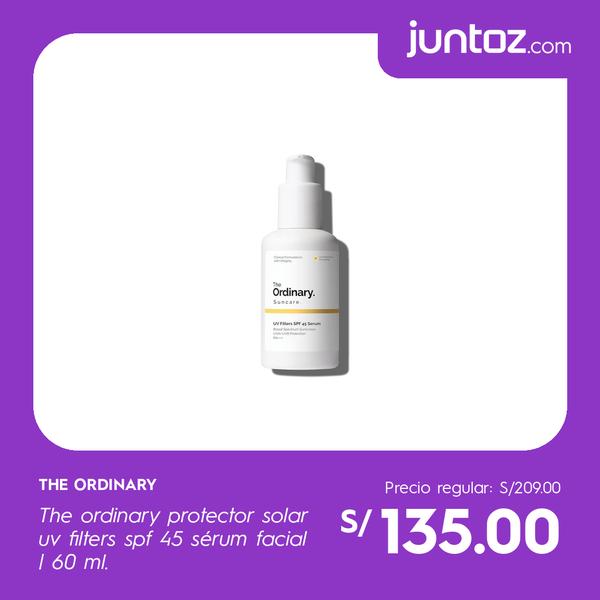 juntoz.com
The
Ordinary.
Suncare
UV Filters SPF 45 Serum
THE ORDINARY
Precio regular: S/209.00
The ordinary protector solar
uv filters spf 45 sérum facial
| 60 ml.
S/135.00